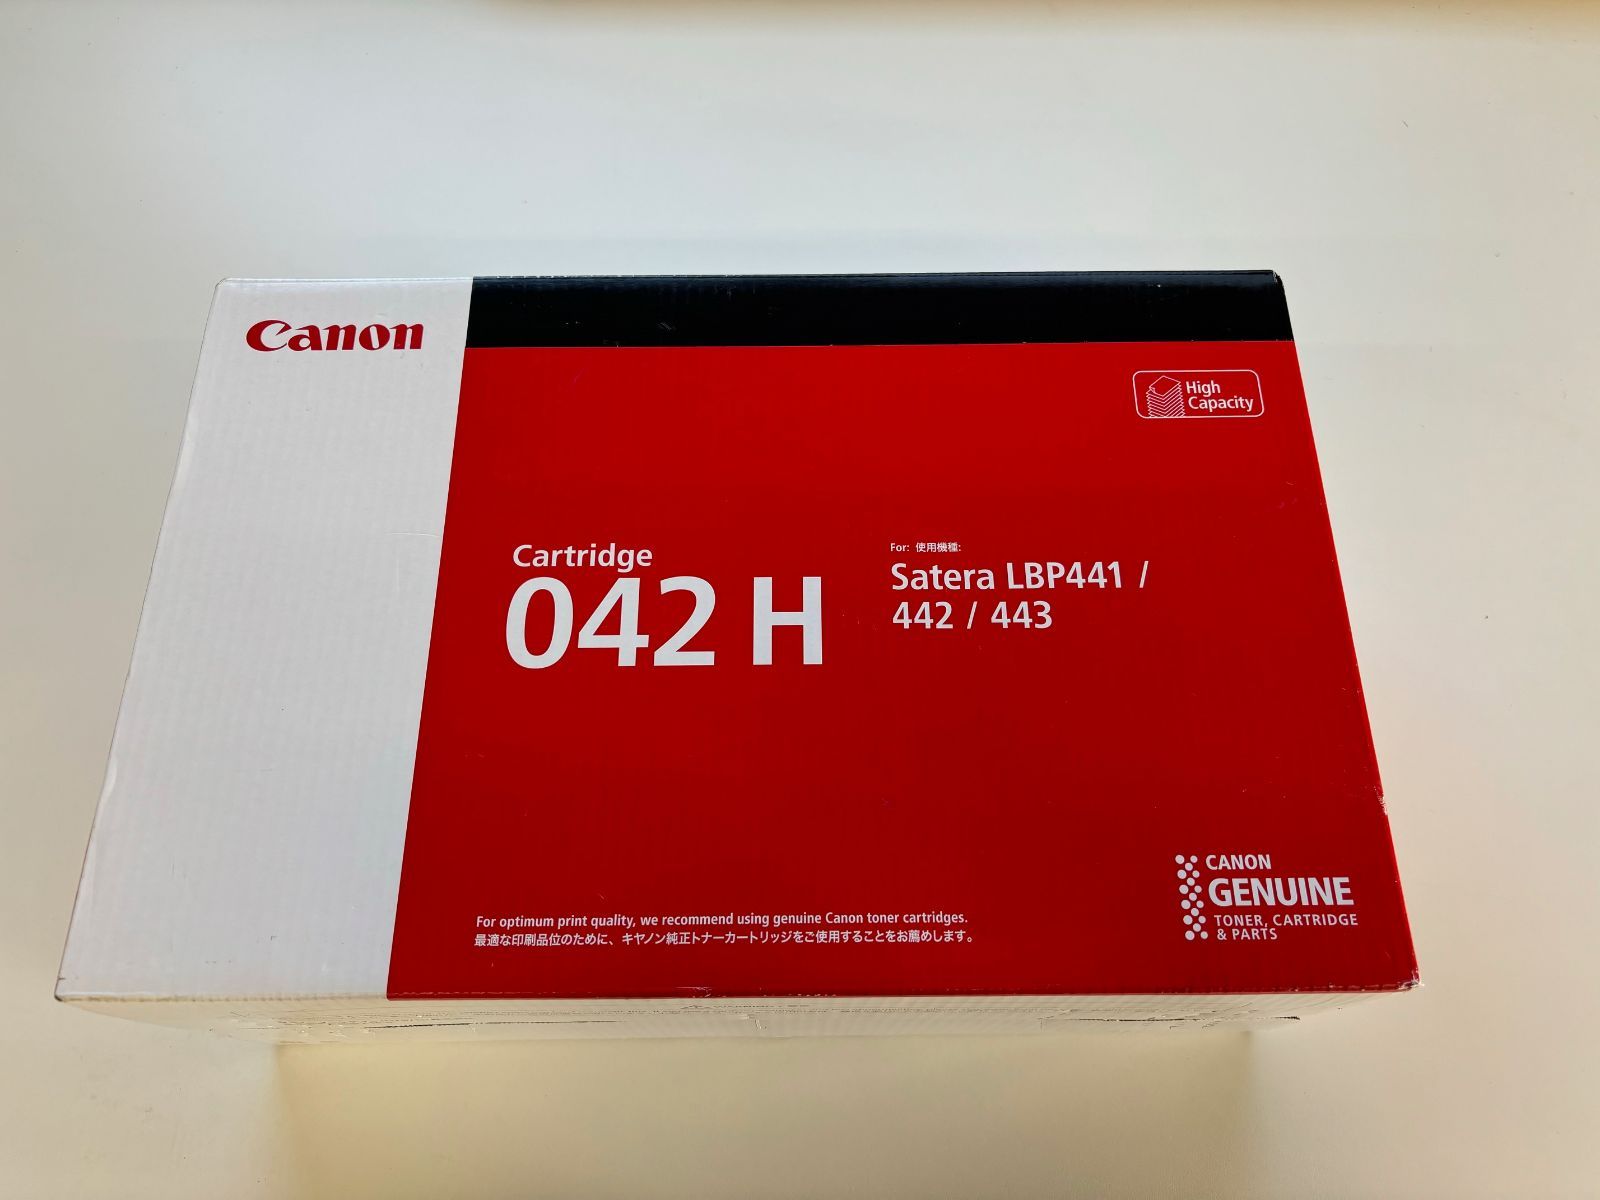 Canon
High
Capacity
Cartridge
042 H
For: 使用機種:
Satera LBP441 /
442 / 443
For optimum print quality, we recommend using genuine Canon toner cartridges.
最適な印刷品位のために、キヤノン純正トナーカートリッジをご使用することをお薦めします。
CANON
GENUINE
TONER, CARTRIDGE
& PARTS